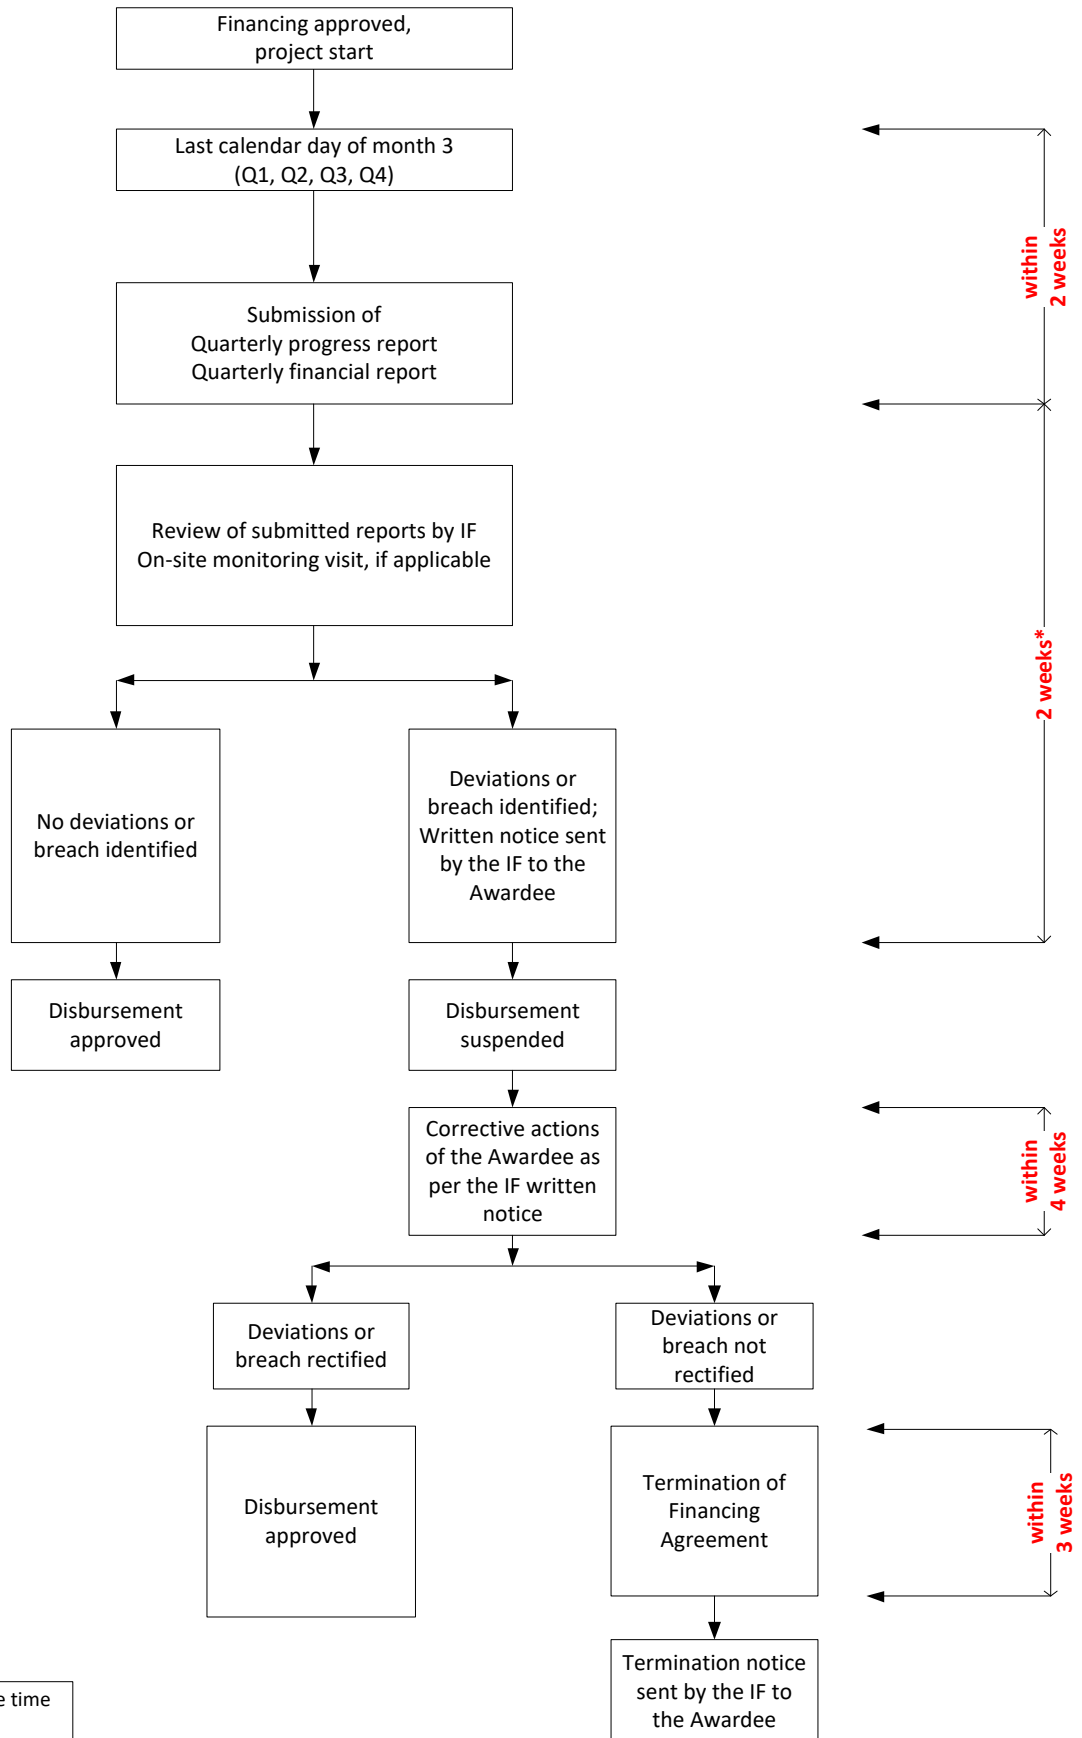 Financing approved,
project start
Last calendar day of month 3
(Q1, Q2, Q3, Q4)
within
2 weeks
Submission of
Quarterly progress report
Quarterly financial report
Review of submitted reports by IF
On-site monitoring visit, if applicable
2 weeks*
No deviations or
breach identified
Deviations or
breach identified;
Written notice sent
by the IF to the
Awardee
Disbursement
approved
Disbursement
suspended
Corrective actions
of the Awardee as
per the IF written
notice
within
4 weeks
Deviations or
breach rectified
Deviations or
breach not
rectified
Disbursement
approved
Termination of
Financing
Agreement
within
3 weeks
Termination notice
sent by the IF to
the Awardee
time